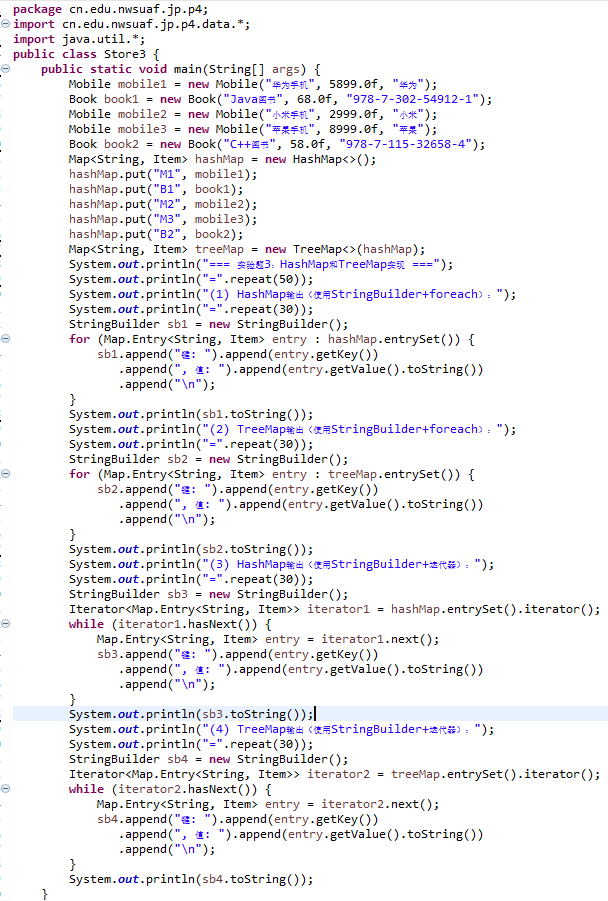 package cn.edu.nwsuaf.jp.p4;
import cn.edu.nwsuaf.jp.p4.data.*;
import java.util.*;
public class Store3 {
    public static void main(String[] args) {
        Mobile mobile1 = new Mobile("华为手机", 5899.0f, "华为");
        Book book1 = new Book("Java图书", 68.0f, "978-7-302-54912-1");
        Mobile mobile2 = new Mobile("小米手机", 2999.0f, "小米");
        Mobile mobile3 = new Mobile("苹果手机", 8999.0f, "苹果");
        Book book2 = new Book("C++图书", 58.0f, "978-7-115-32658-4");
        Map<String, Item> hashMap = new HashMap<>();
        hashMap.put("M1", mobile1);
        hashMap.put("B1", book1);
        hashMap.put("M2", mobile2);
        hashMap.put("M3", mobile3);
        hashMap.put("B2", book2);
        Map<String, Item> treeMap = new TreeMap<>(hashMap);
        System.out.println("=== 实验题3：HashMap和TreeMap实现 ===");
        System.out.println("=".repeat(50));
        System.out.println("(1) HashMap输出（使用StringBuilder+foreach）：");
        System.out.println("=".repeat(30));
        StringBuilder sb1 = new StringBuilder();
        for (Map.Entry<String, Item> entry : hashMap.entrySet()) {
            sb1.append("键: ").append(entry.getKey())
               .append(", 值: ").append(entry.getValue().toString())
               .append("\n");
        }
        System.out.println(sb1.toString());
        System.out.println("(2) TreeMap输出（使用StringBuilder+foreach）：");
        System.out.println("=".repeat(30));
        StringBuilder sb2 = new StringBuilder();
        for (Map.Entry<String, Item> entry : treeMap.entrySet()) {
            sb2.append("键: ").append(entry.getKey())
               .append(", 值: ").append(entry.getValue().toString())
               .append("\n");
        }
        System.out.println(sb2.toString());
        System.out.println("(3) HashMap输出（使用StringBuilder+迭代器）：");
        System.out.println("=".repeat(30));
        StringBuilder sb3 = new StringBuilder();
        Iterator<Map.Entry<String, Item>> iterator1 = hashMap.entrySet().iterator();
        while (iterator1.hasNext()) {
            Map.Entry<String, Item> entry = iterator1.next();
            sb3.append("键: ").append(entry.getKey())
               .append(", 值: ").append(entry.getValue().toString())
               .append("\n");
        }
        System.out.println(sb3.toString());
        System.out.println("(4) TreeMap输出（使用StringBuilder+迭代器）：");
        System.out.println("=".repeat(30));
        StringBuilder sb4 = new StringBuilder();
        Iterator<Map.Entry<String, Item>> iterator2 = treeMap.entrySet().iterator();
        while (iterator2.hasNext()) {
            Map.Entry<String, Item> entry = iterator2.next();
            sb4.append("键: ").append(entry.getKey())
               .append(", 值: ").append(entry.getValue().toString())
               .append("\n");
        }
        System.out.println(sb4.toString());
    }